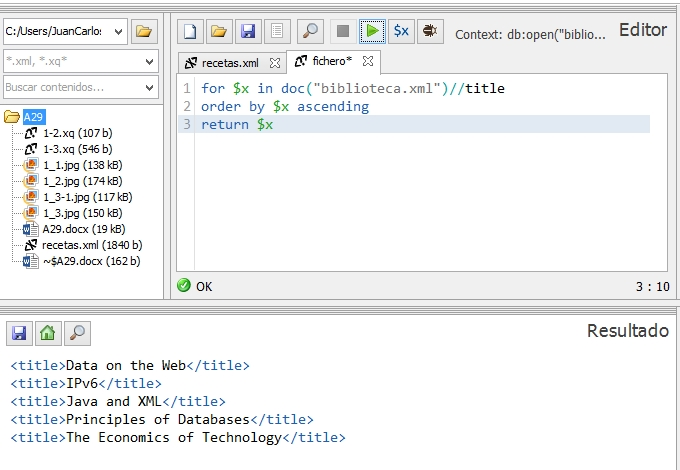 C:/Users/JuanCarlos
*.xml, *.xq*
Buscar contenidos...
A29
1-2.xq (107 b)
1-3.xq (546 b)
1_1.jpg (138 kB)
1_2.jpg (174 kB)
1_3-1.jpg (117 kB)
1_3.jpg (150 kB)
A29.docx (19 kB)
recetas.xml (1840 b)
~$A29.docx (162 b)
$x
Context: db:open("biblio...
Editor
recetas.xml
fichero*
1 for $x in doc("biblioteca.xml")//title
2 order by $x ascending
3 return $x
OK
3 : 10
Resultado
<title>Data on the Web</title>
<title>IPv6</title>
<title>Java and XML</title>
<title>Principles of Databases</title>
<title>The Economics of Technology</title>